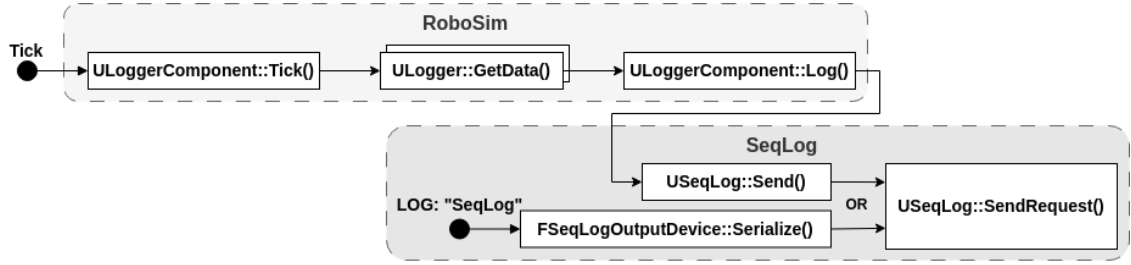 RoboSim
Tick
ULoggerComponent::Tick()
ULogger::GetData()
ULoggerComponent::Log()
SeqLog
USeqLog::Send()
LOG: "SeqLog"
OR
USeqLog::SendRequest()
FSeqLogOutputDevice::Serialize()